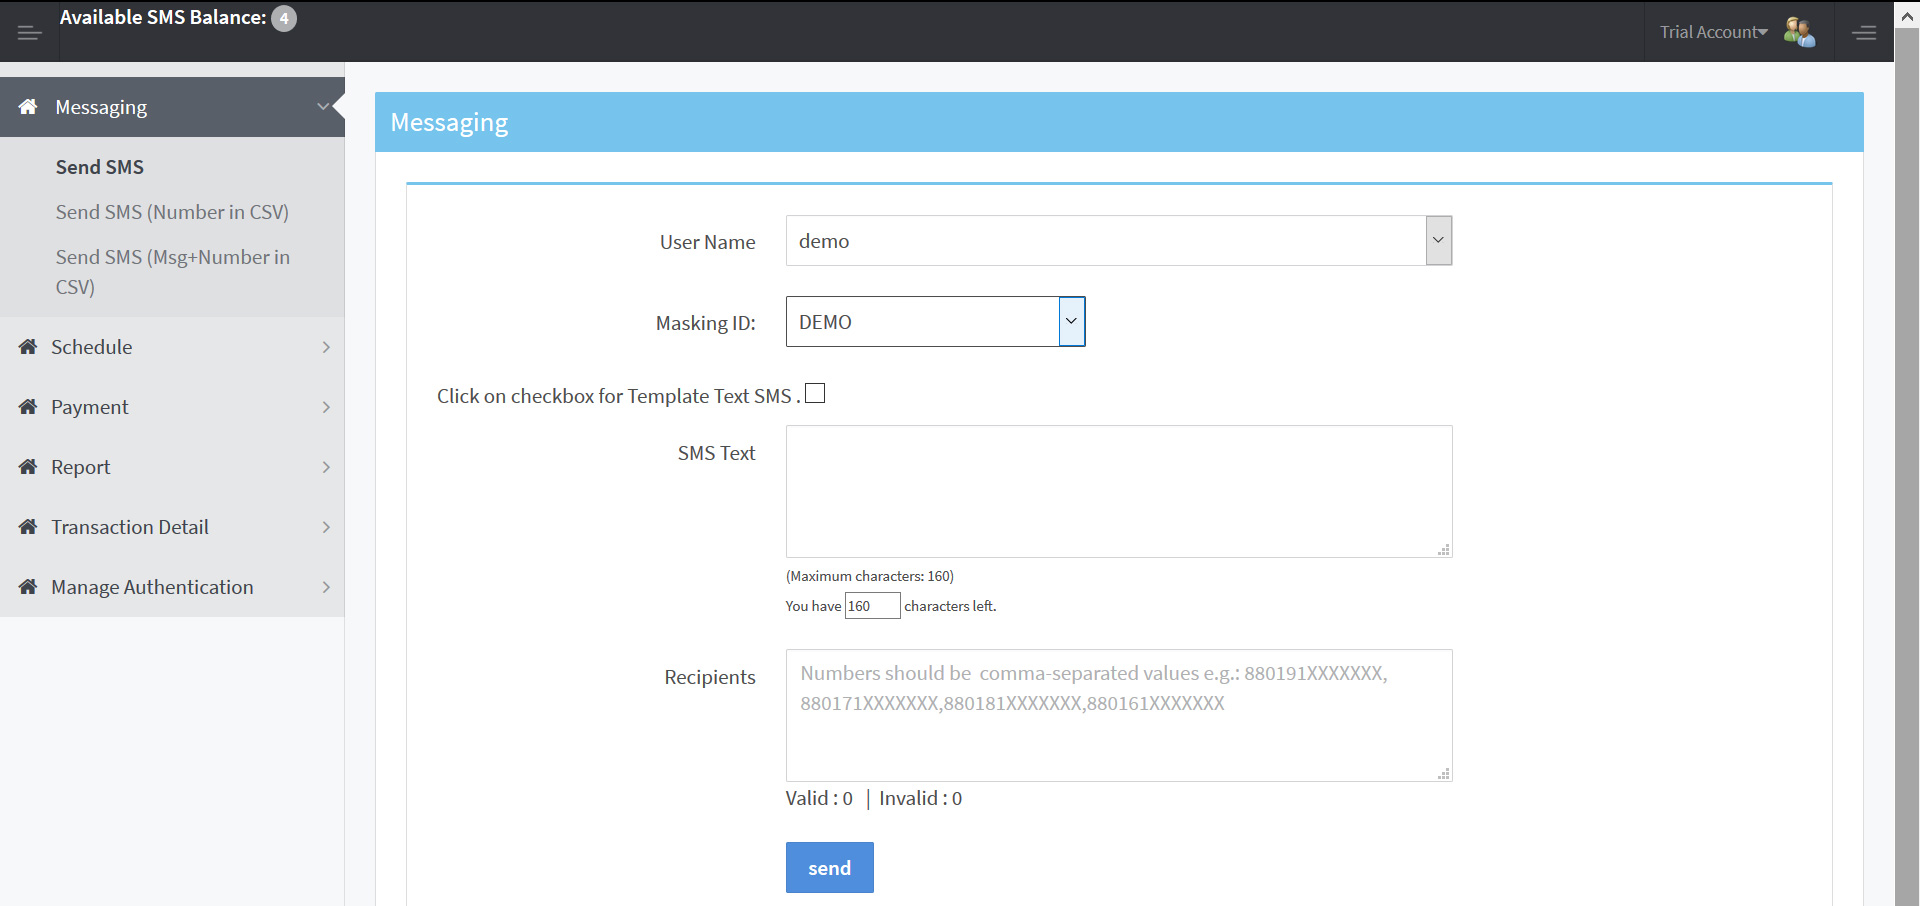 Available SMS Balance: 4
Trial Account
Messaging
Send SMS
Send SMS (Number in CSV)
Send SMS (Msg+Number in
CSV)
Schedule
Payment
Report
Transaction Detail
Manage Authentication
Messaging
User Name
demo
Masking ID:
DEMO
Click on checkbox for Template Text SMS .
SMS Text
(Maximum characters: 160)
You have 160 characters left.
Recipients
Numbers should be  comma-separated values e.g.: 880191XXXXXXX,
880171XXXXXXX,880181XXXXXXX,880161XXXXXXX
Valid : 0 | Invalid : 0
send